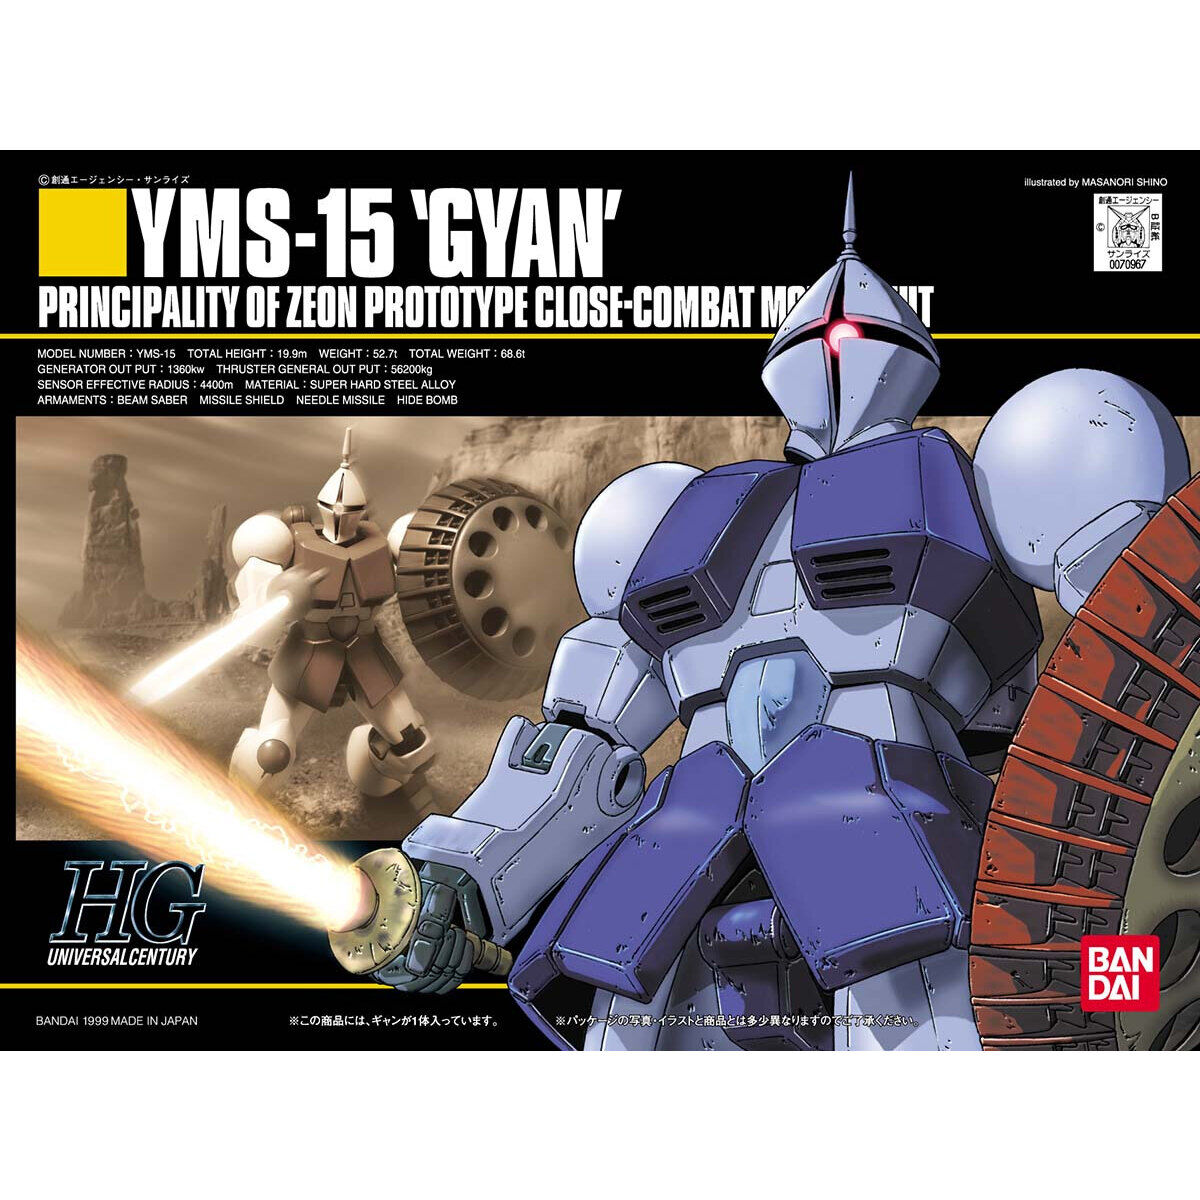 ©創通エージェンシー・サンライズ
YMS-15 'GYAN'
PRINCIPALITY OF ZEON PROTOTYPE CLOSE-COMBAT
illustrated by MASANORI SHINO
創通エージェンシー
©
B証紙
サンライズ
0070967
MODEL NUMBER : YMS-15 TOTAL HEIGHT : 19.9m WEIGHT : 52.7t TOTAL WEIGHT : 68.6t
GENERATOR OUT PUT : 1360kw THRUSTER GENERAL OUT PUT : 56200kg
SENSOR EFFECTIVE RADIUS : 4400m MATERIAL : SUPER HARD STEEL ALLOY
ARMAMENTS : BEAM SABER MISSILE SHIELD NEEDLE MISSILE HIDE BOMB
HG
UNIVERSAL CENTURY
BAN
DAI
BANDAI 1999 MADE IN JAPAN
※この商品には、ギャンが1体入っています。
※パッケージの写真・イラストと商品とは多少異なりますのでご了承ください。